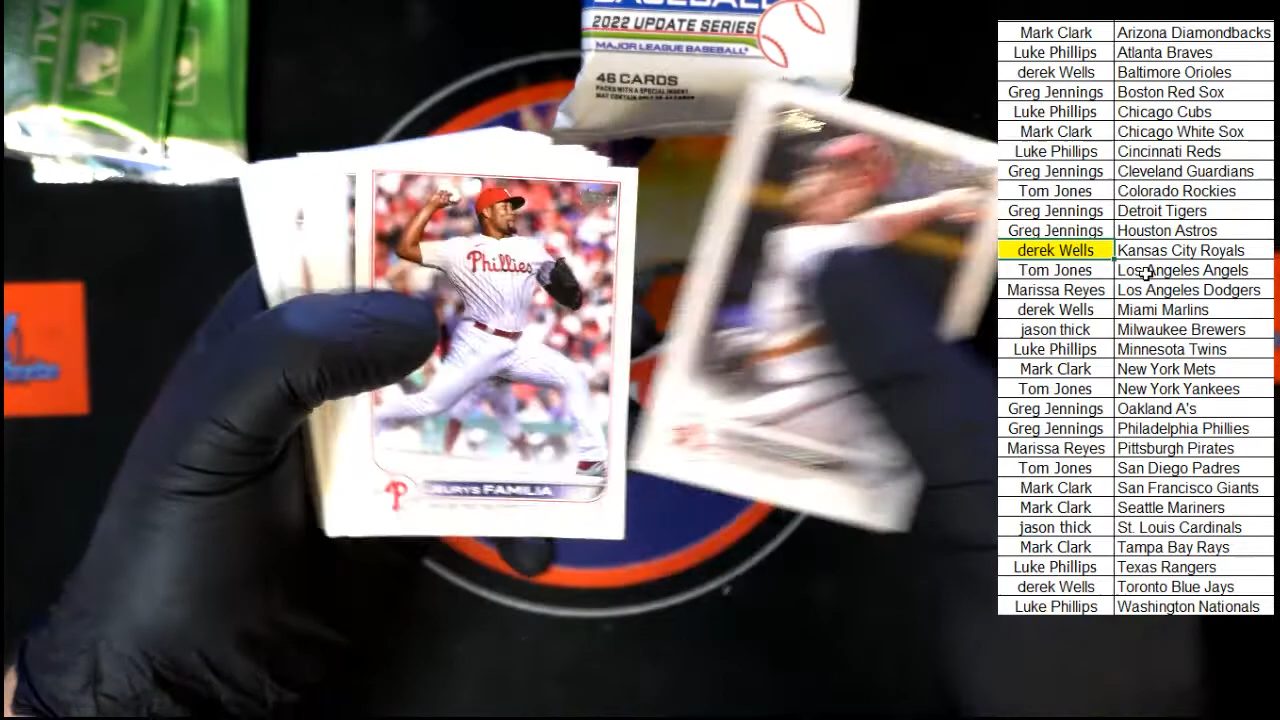 BASEBALL
2022 UPDATE SERIES
MAJOR LEAGUE BASEBALL
46 CARDS
Phillies
FAMILIA
Mark Clark Arizona Diamondbacks
Luke Phillips Atlanta Braves
derek Wells Baltimore Orioles
Greg Jennings Boston Red Sox
Luke Phillips Chicago Cubs
Mark Clark Chicago White Sox
Luke Phillips Cincinnati Reds
Greg Jennings Cleveland Guardians
Tom Jones Colorado Rockies
Greg Jennings Detroit Tigers
Greg Jennings Houston Astros
derek Wells Kansas City Royals
Tom Jones Los Angeles Angels
Marissa Reyes Los Angeles Dodgers
derek Wells Miami Marlins
jason thick Milwaukee Brewers
Luke Phillips Minnesota Twins
Mark Clark New York Mets
Tom Jones New York Yankees
Greg Jennings Oakland A's
Greg Jennings Philadelphia Phillies
Marissa Reyes Pittsburgh Pirates
Tom Jones San Diego Padres
Mark Clark San Francisco Giants
Mark Clark Seattle Mariners
jason thick St. Louis Cardinals
Mark Clark Tampa Bay Rays
Luke Phillips Texas Rangers
derek Wells Toronto Blue Jays
Luke Phillips Washington Nationals